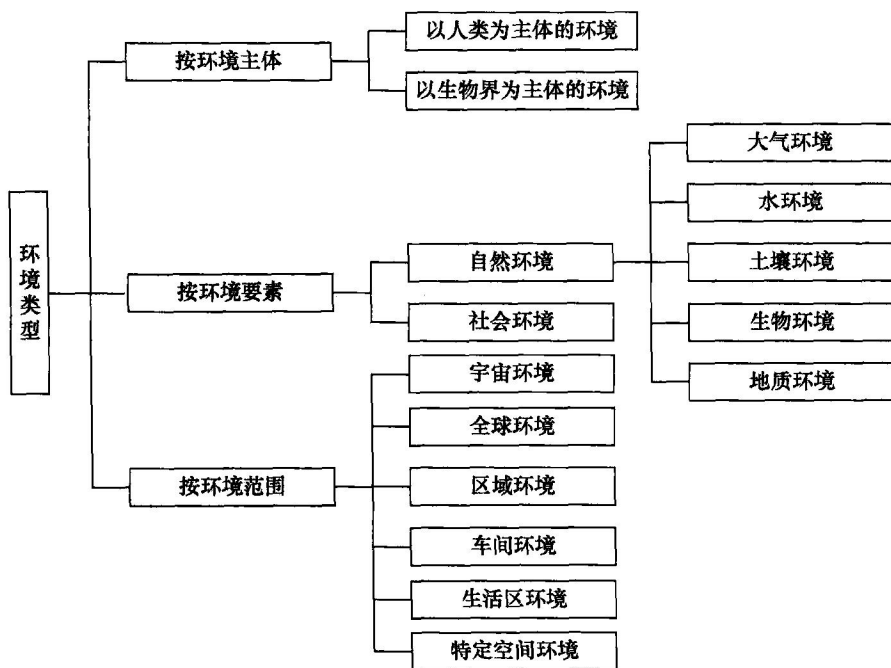 环境类型
按环境主体
以人类为主体的环境
以生物界为主体的环境
按环境要素
自然环境
大气环境
水环境
土壤环境
生物环境
地质环境
社会环境
按环境范围
宇宙环境
全球环境
区域环境
车间环境
生活区环境
特定空间环境